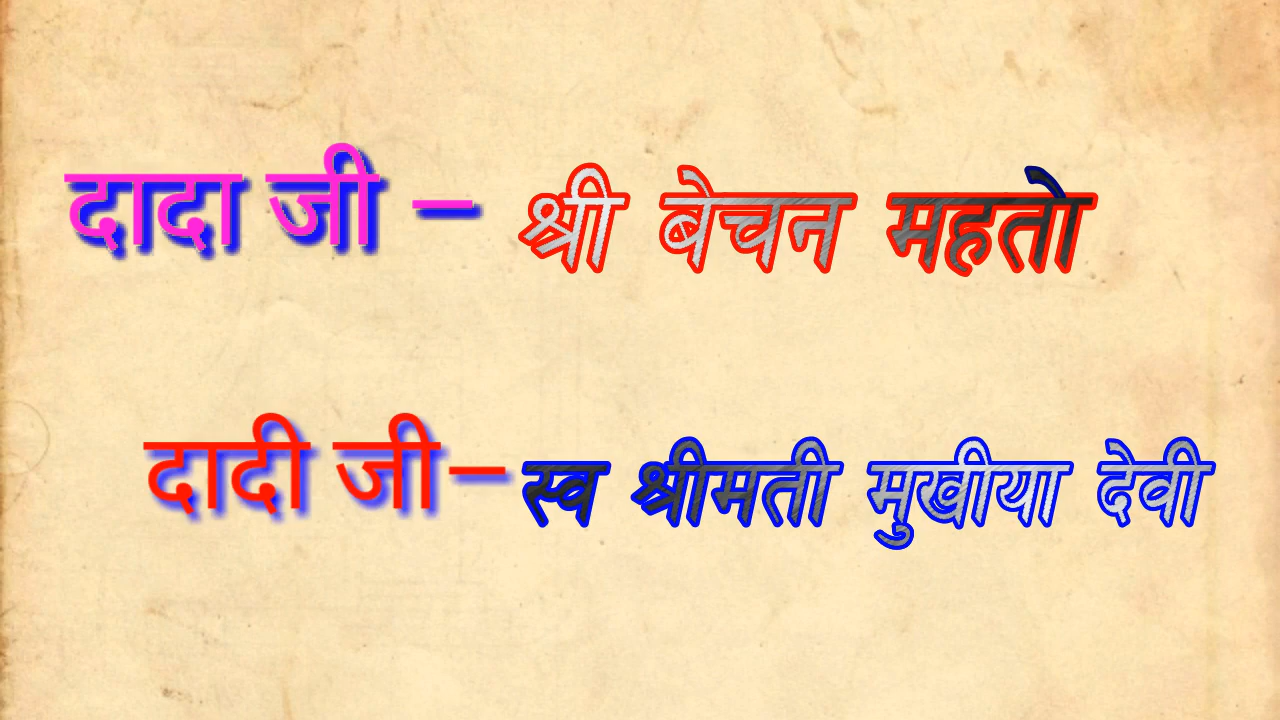 दादा जी – श्री बेचन महतो
दादी जी– स्व श्रीमती मुखीया देवी